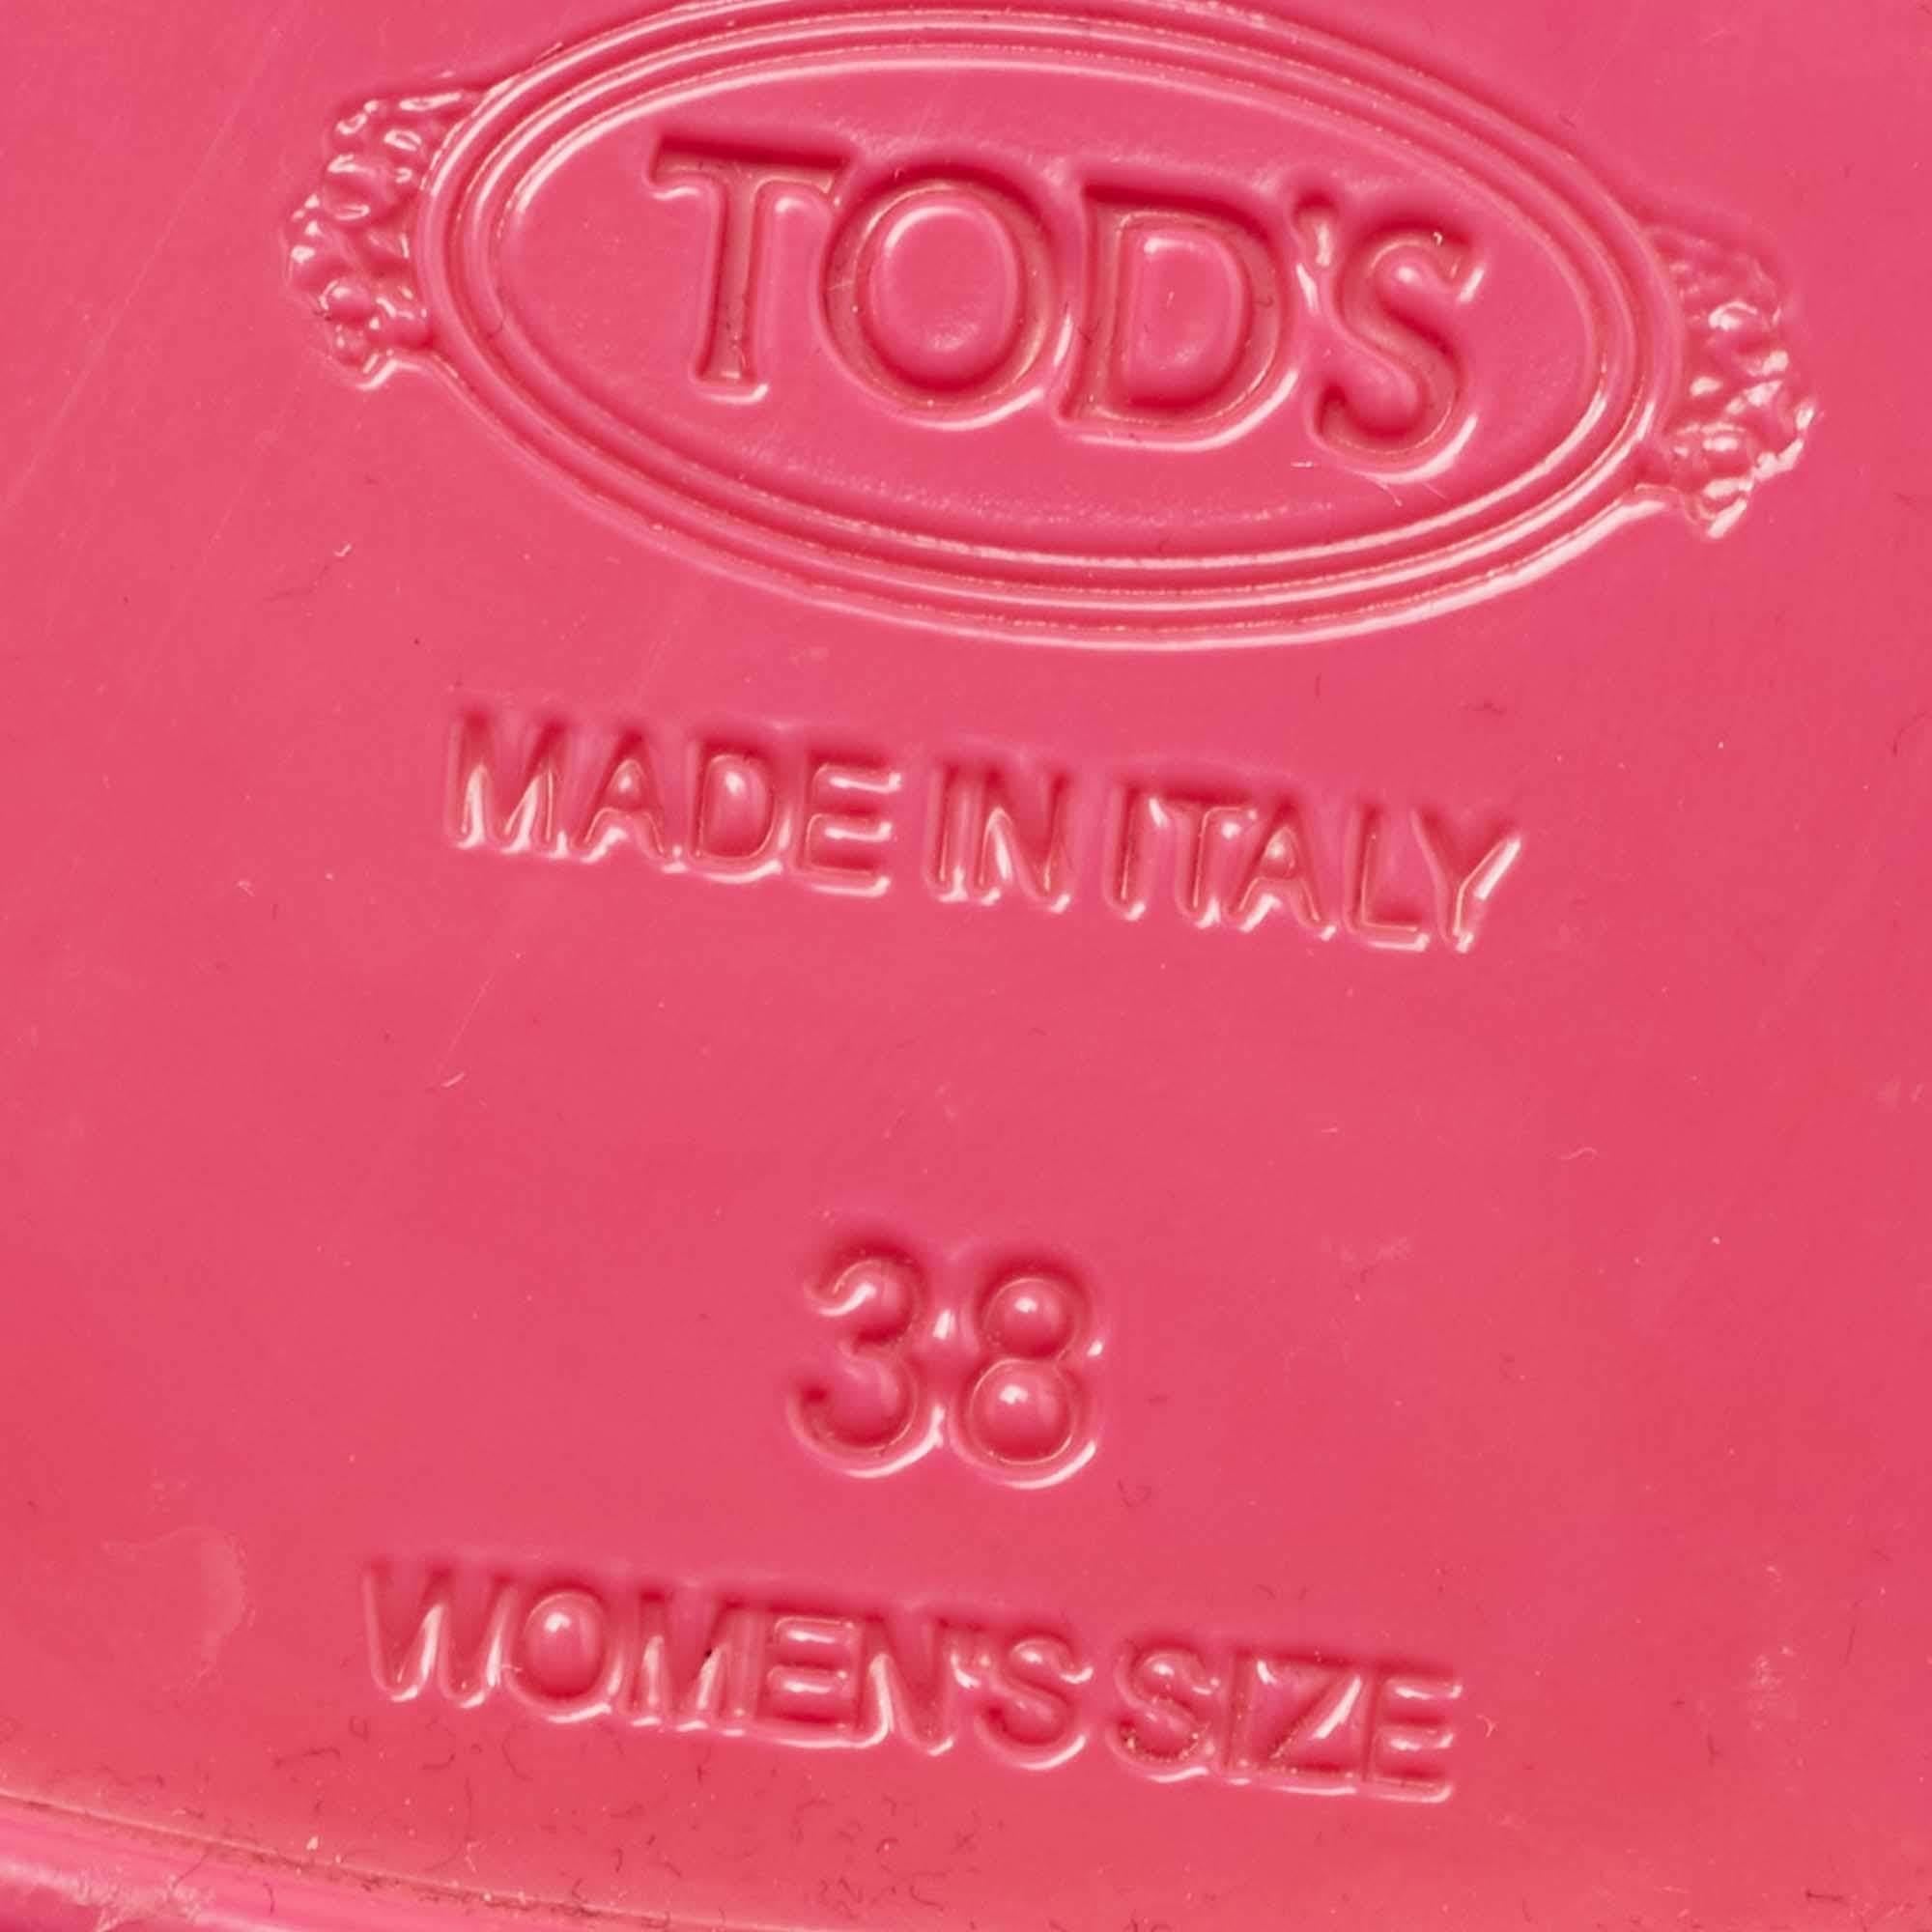 TOD'S
MADE IN ITALY
38
WOMEN'S SIZE